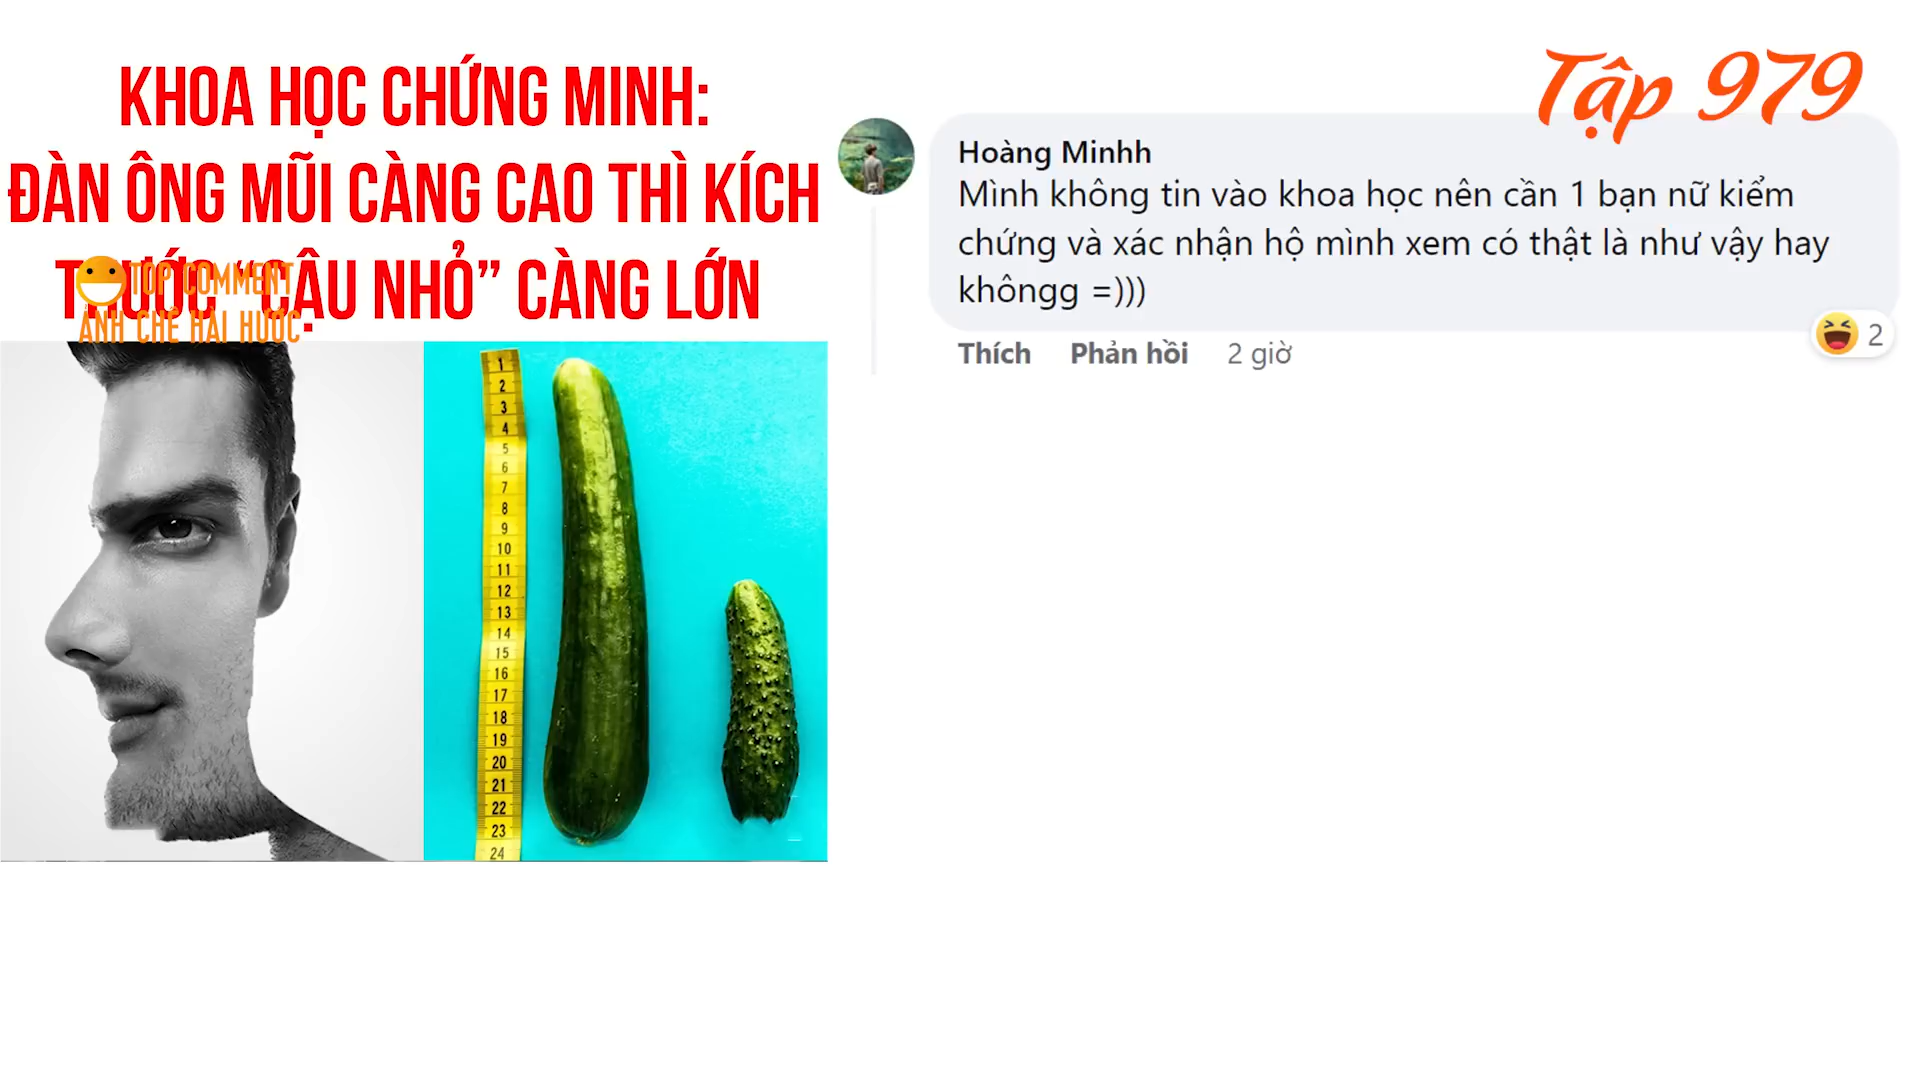 KHOA HỌC CHỨNG MINH:
ĐÀN ÔNG MŨI CÀNG CAO THÌ KÍCH
THƯỚC “CẬU NHỎ” CÀNG LỚN
TOP COMMENT
ẢNH CHẾ HÀI HƯỚC
1
2
3
4
5
6
7
8
9
10
11
12
13
14
15
16
17
18
19
20
21
22
23
24
Tập 979
Hoàng Minhh
Mình không tin vào khoa học nên cần 1 bạn nữ kiểm
chứng và xác nhận hộ mình xem có thật là như vậy hay
khôngg =)))
2
Thích Phản hồi 2 giờ